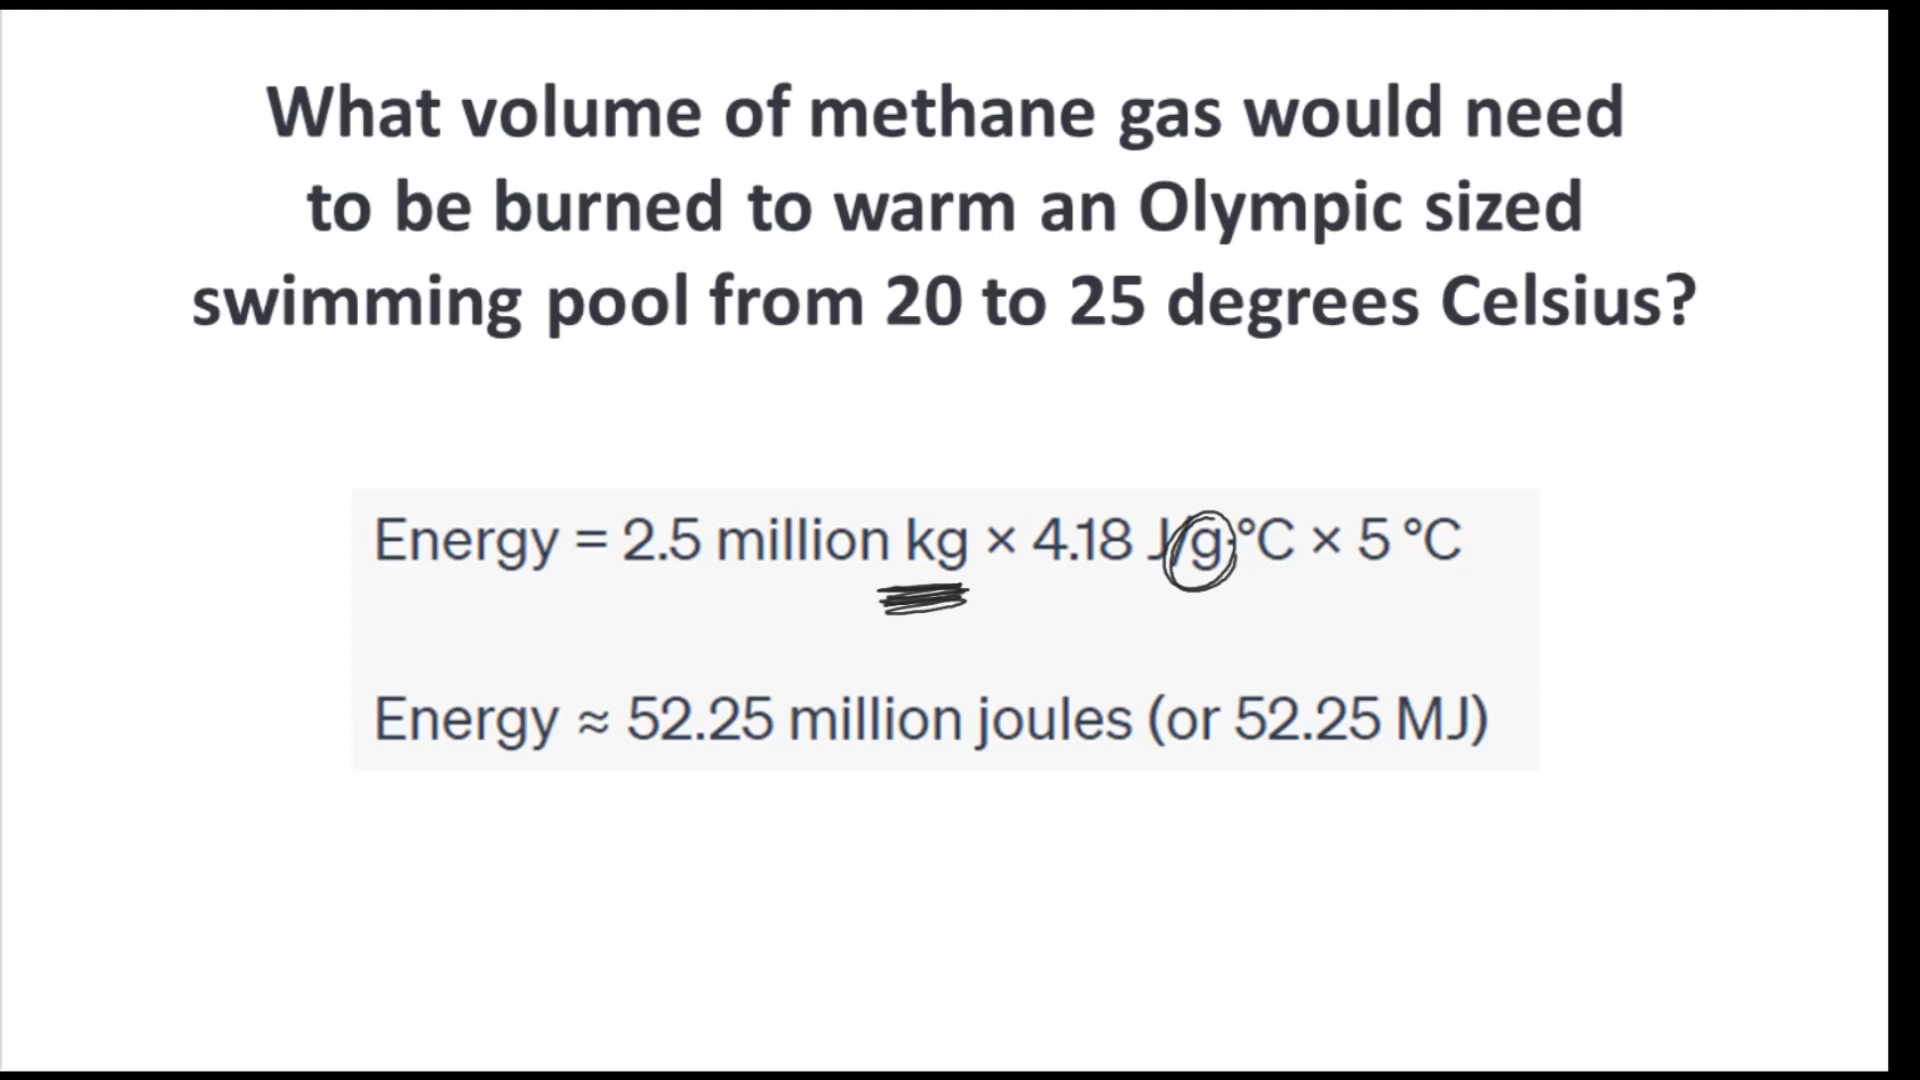 What volume of methane gas would need
to be burned to warm an Olympic sized
swimming pool from 20 to 25 degrees Celsius?
Energy = 2.5 million kg × 4.18 J/g·°C × 5 °C
Energy ≈ 52.25 million joules (or 52.25 MJ)